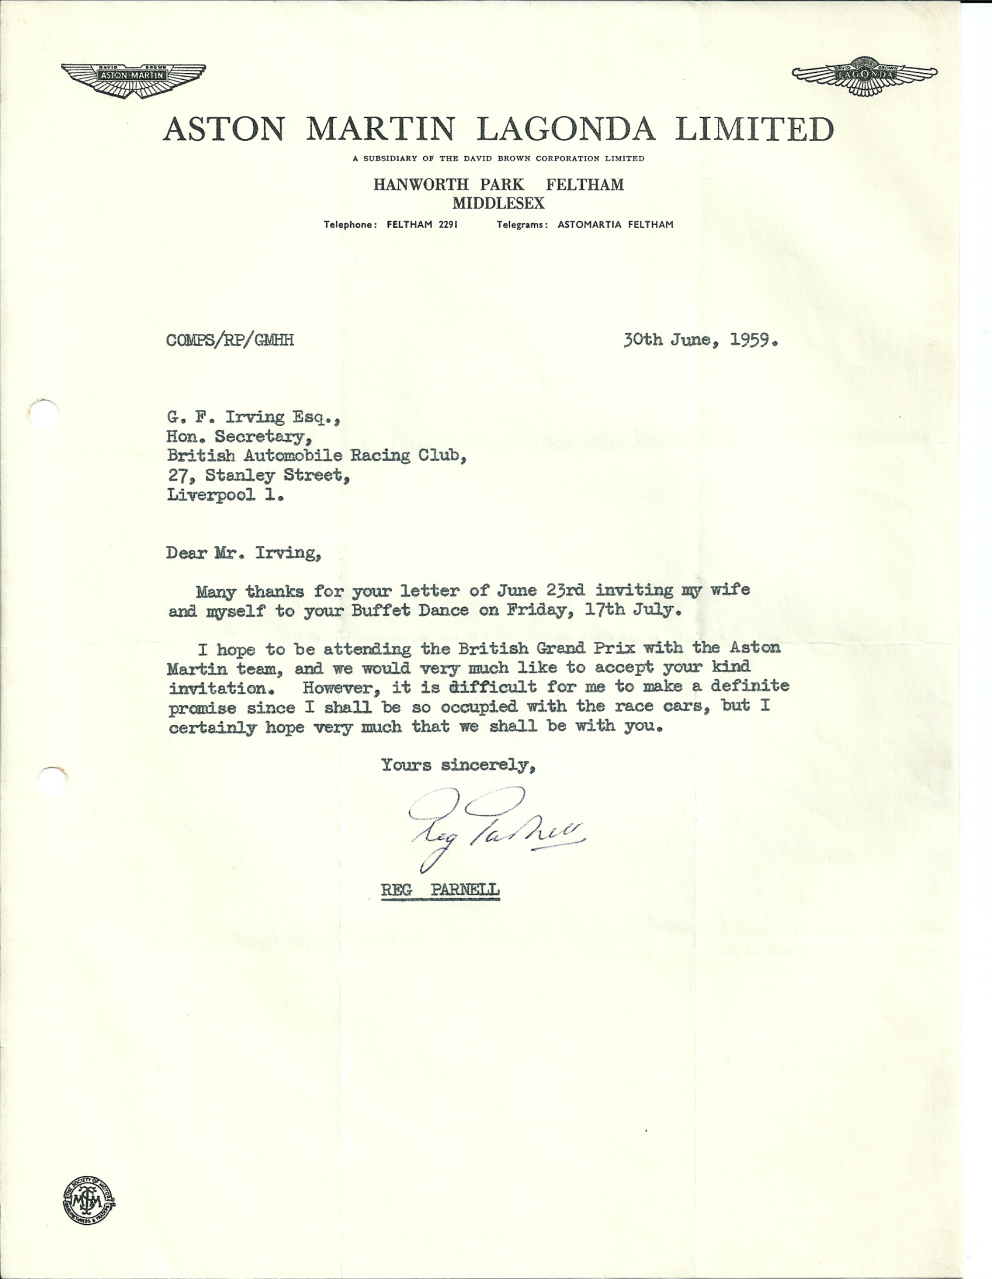 DAVID BROWN
ASTON·MARTIN
LAGONDA
ASTON MARTIN LAGONDA LIMITED
A SUBSIDIARY OF THE DAVID BROWN CORPORATION LIMITED
HANWORTH PARK FELTHAM
MIDDLESEX
Telephone: FELTHAM 2291 Telegrams: ASTOMARTIA FELTHAM
COMPS/RP/GMHH 30th June, 1959.
G. F. Irving Esq.,
Hon. Secretary,
British Automobile Racing Club,
27, Stanley Street,
Liverpool 1.
Dear Mr. Irving,
Many thanks for your letter of June 23rd inviting my wife
and myself to your Buffet Dance on Friday, 17th July.
I hope to be attending the British Grand Prix with the Aston
Martin team, and we would very much like to accept your kind
invitation. However, it is difficult for me to make a definite
promise since I shall be so occupied with the race cars, but I
certainly hope very much that we shall be with you.
Yours sincerely,
Reg Parnell
REG PARNELL